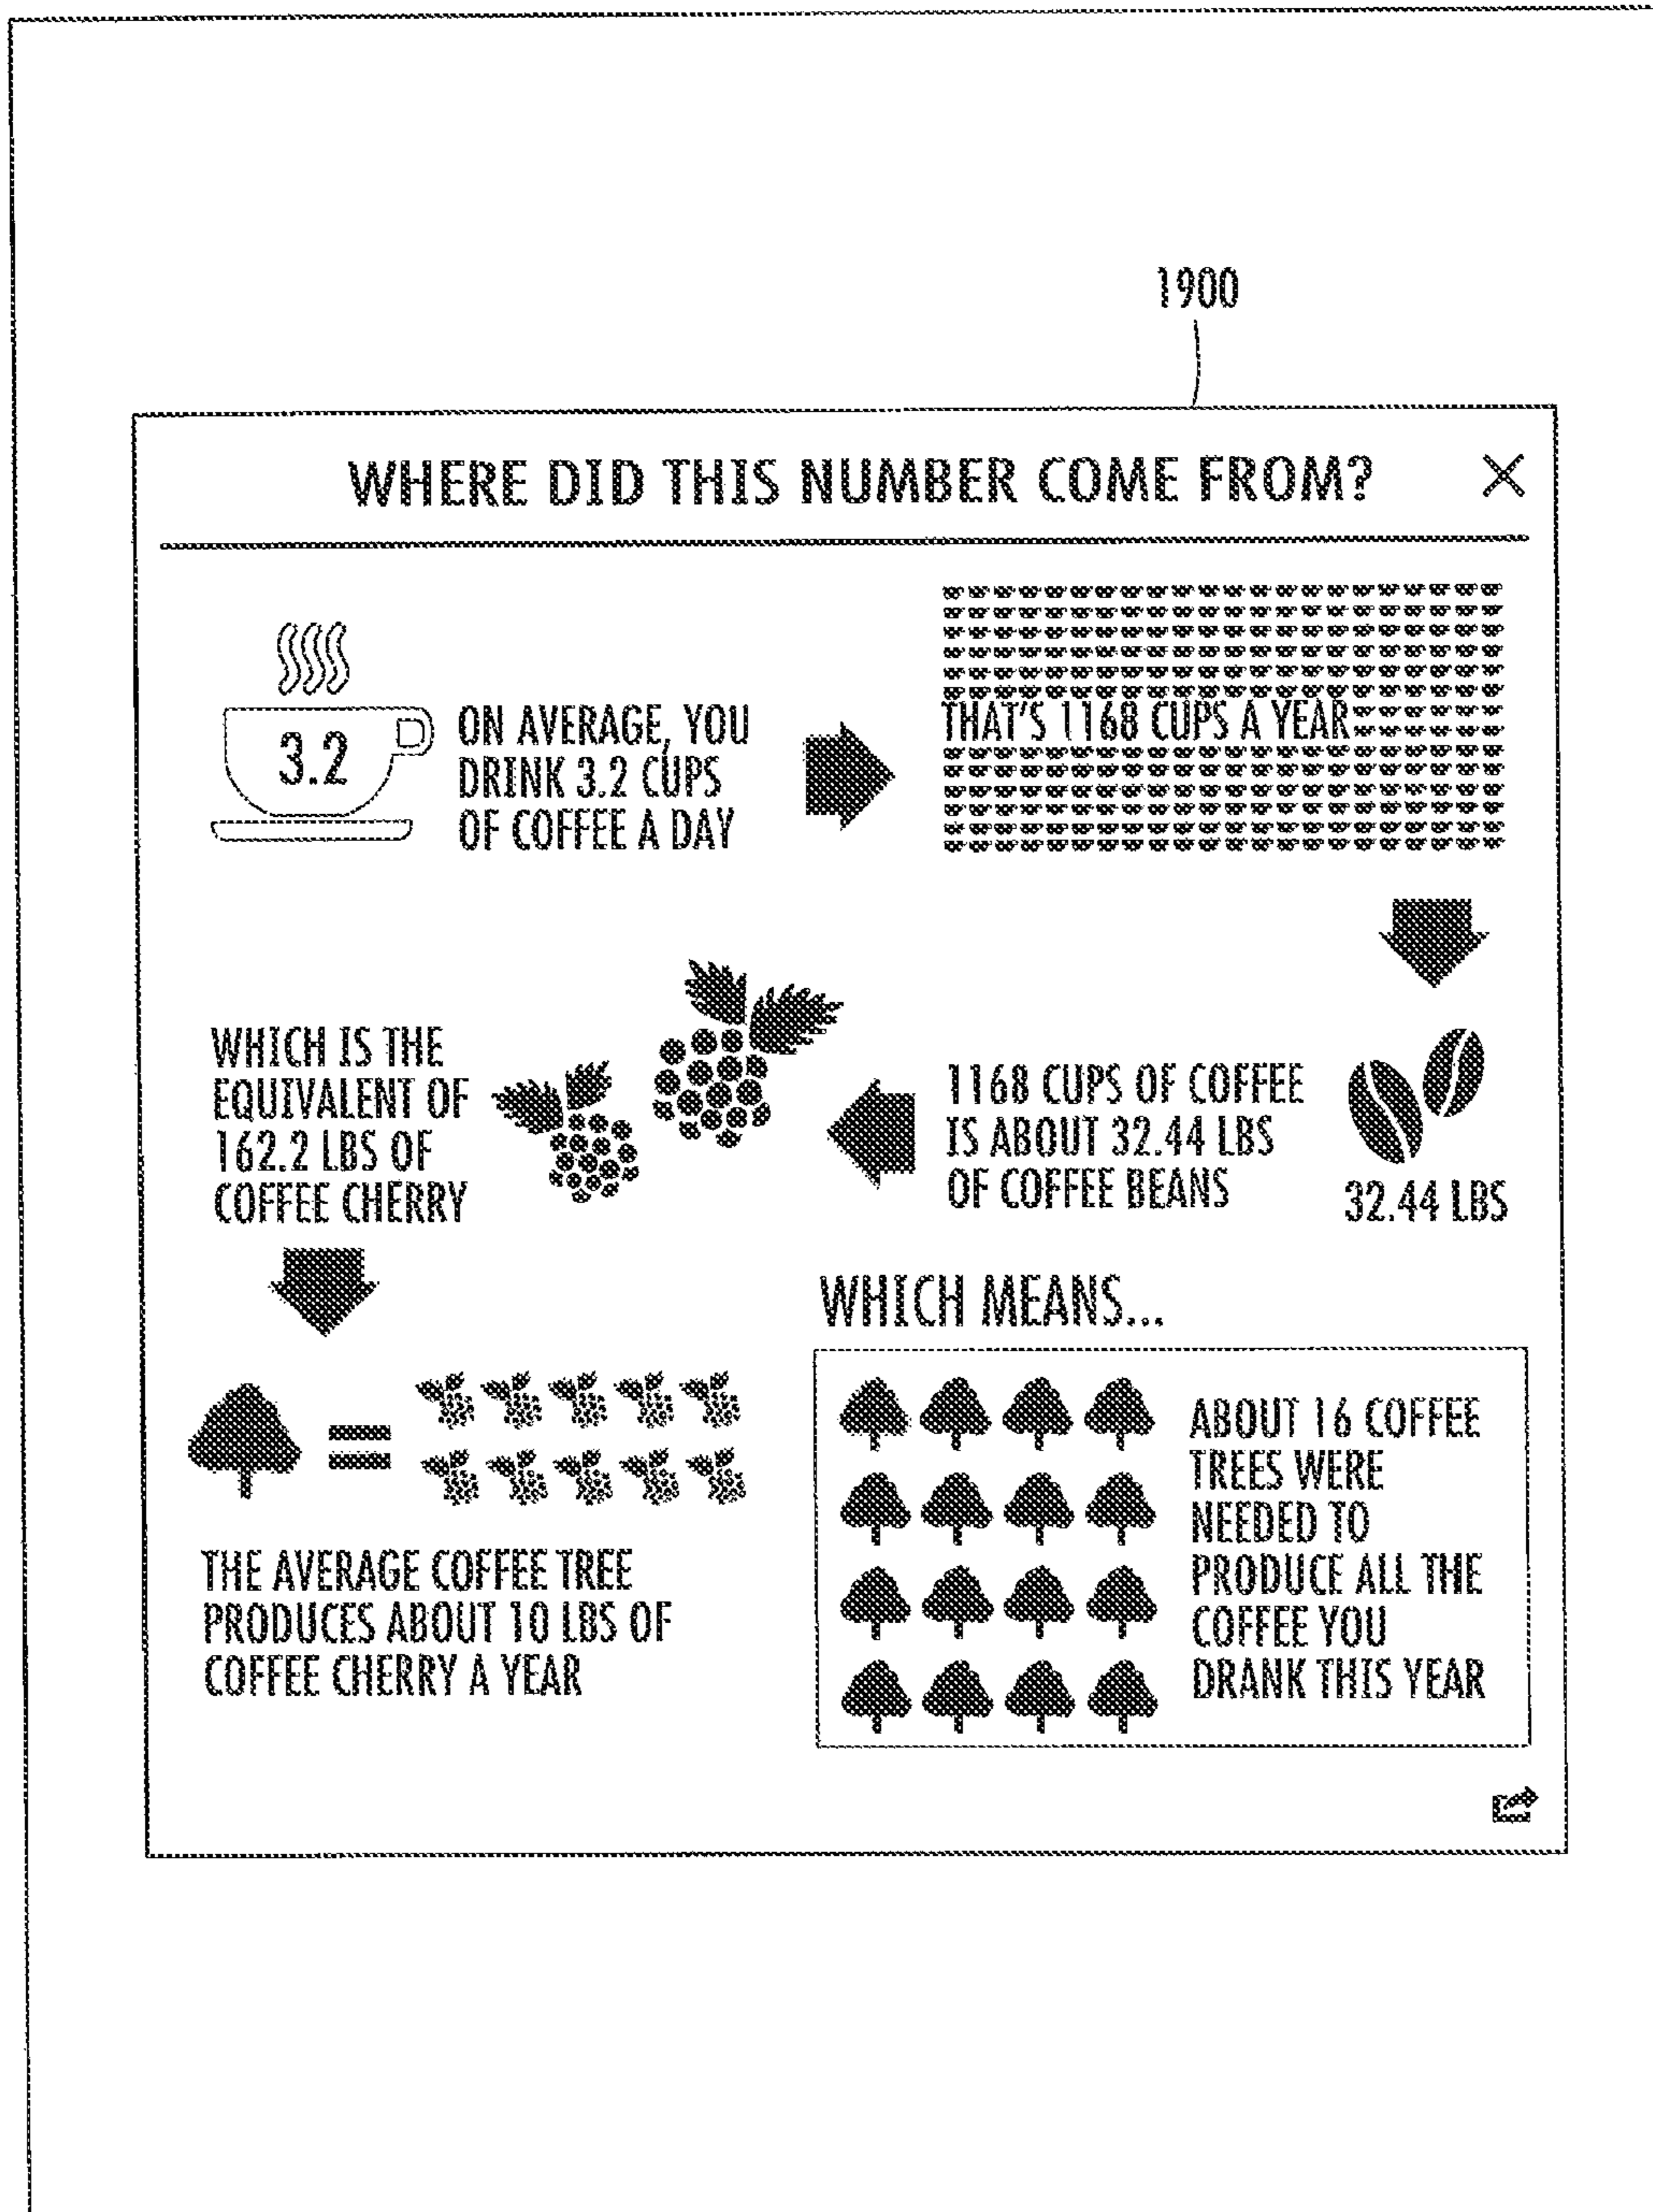 1900
WHERE DID THIS NUMBER COME FROM?
3.2
ON AVERAGE, YOU
DRINK 3.2 CUPS
OF COFFEE A DAY
THAT'S 1168 CUPS A YEAR
32.44 LBS
1168 CUPS OF COFFEE
IS ABOUT 32.44 LBS
OF COFFEE BEANS
WHICH IS THE
EQUIVALENT OF
162.2 LBS OF
COFFEE CHERRY
THE AVERAGE COFFEE TREE
PRODUCES ABOUT 10 LBS OF
COFFEE CHERRY A YEAR
WHICH MEANS...
ABOUT 16 COFFEE
TREES WERE
NEEDED TO
PRODUCE ALL THE
COFFEE YOU
DRANK THIS YEAR